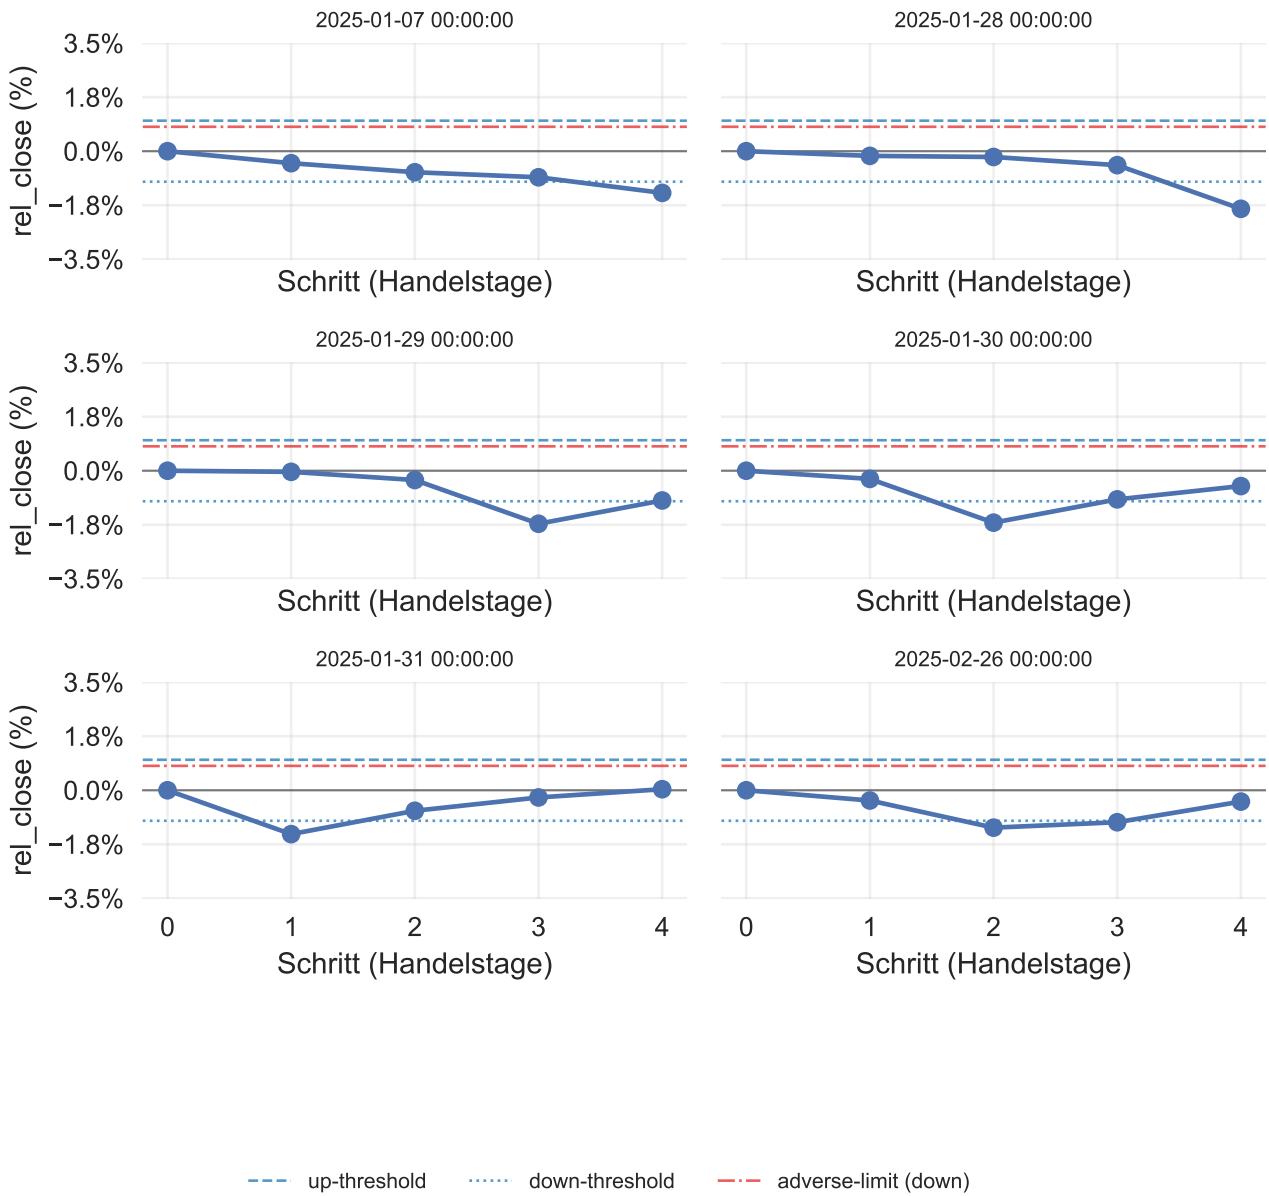 2025-01-07 00:00:00 2025-01-28 00:00:00
3.5%
1.8%
0.0%
−1.8%
−3.5%
rel_close (%)
Schritt (Handelstage) Schritt (Handelstage)
2025-01-29 00:00:00 2025-01-30 00:00:00
3.5%
1.8%
0.0%
−1.8%
−3.5%
rel_close (%)
Schritt (Handelstage) Schritt (Handelstage)
2025-01-31 00:00:00 2025-02-26 00:00:00
3.5%
1.8%
0.0%
−1.8%
−3.5%
rel_close (%)
0 1 2 3 4 0 1 2 3 4
Schritt (Handelstage) Schritt (Handelstage)
up-threshold down-threshold adverse-limit (down)